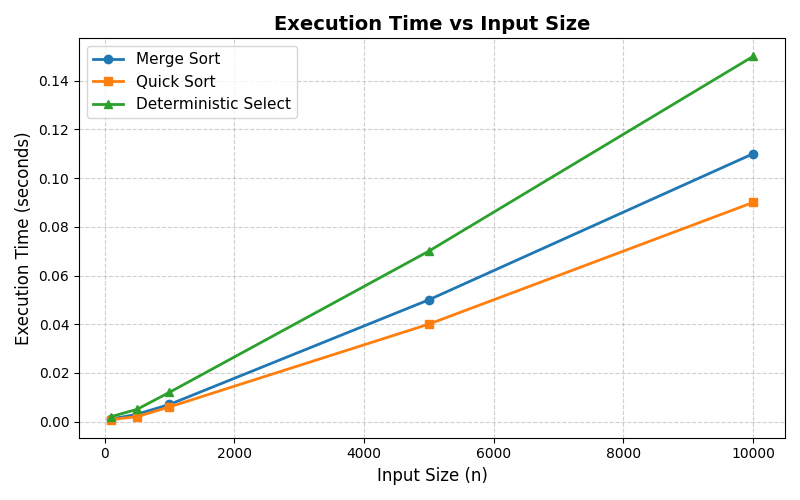 Execution Time vs Input Size
Merge Sort
Quick Sort
Deterministic Select
Execution Time (seconds)
0.14
0.12
0.10
0.08
0.06
0.04
0.02
0.00
0 2000 4000 6000 8000 10000
Input Size (n)